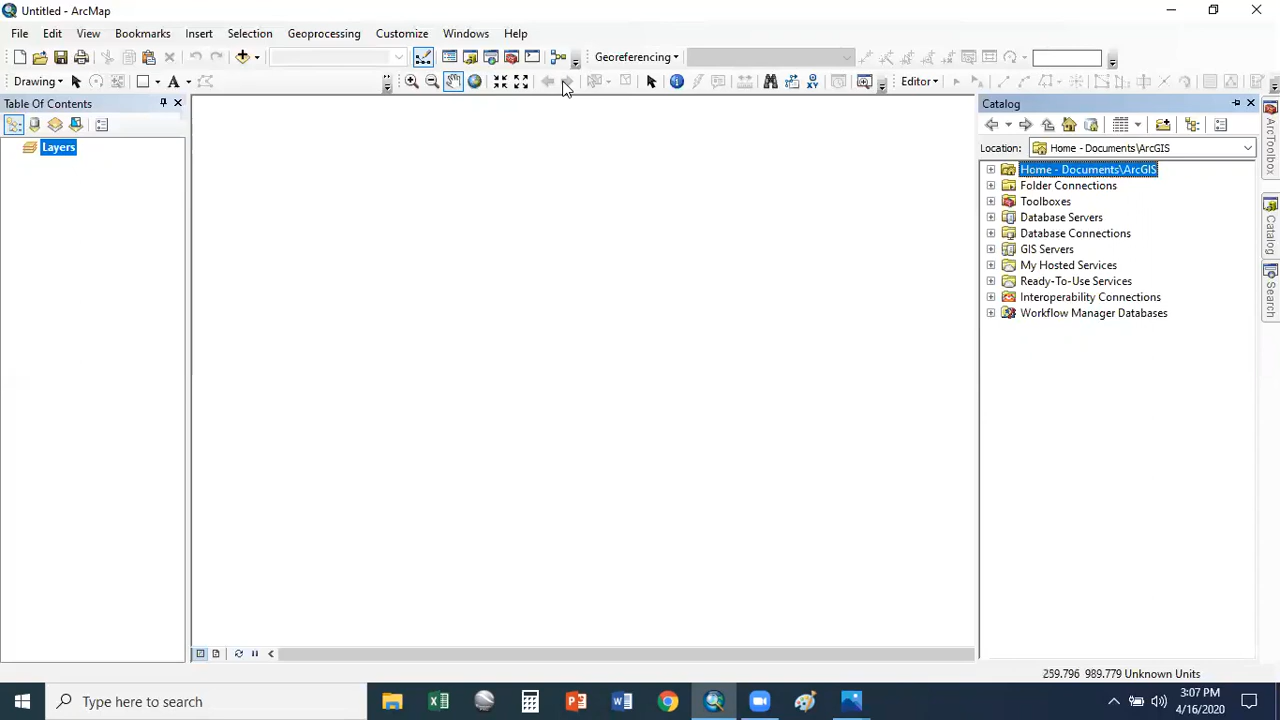 Untitled - ArcMap
File Edit View Bookmarks Insert Selection Geoprocessing Customize Windows Help
Georeferencing
Drawing A Editor
Table Of Contents
Layers
Catalog
Location: Home - Documents\ArcGIS
Home - Documents\ArcGIS
Folder Connections
Toolboxes
Database Servers
Database Connections
GIS Servers
My Hosted Services
Ready-To-Use Services
Interoperability Connections
Workflow Manager Databases
ArcToolbox
Catalog
Search
259.796 989.779 Unknown Units
Type here to search
3:07 PM
4/16/2020